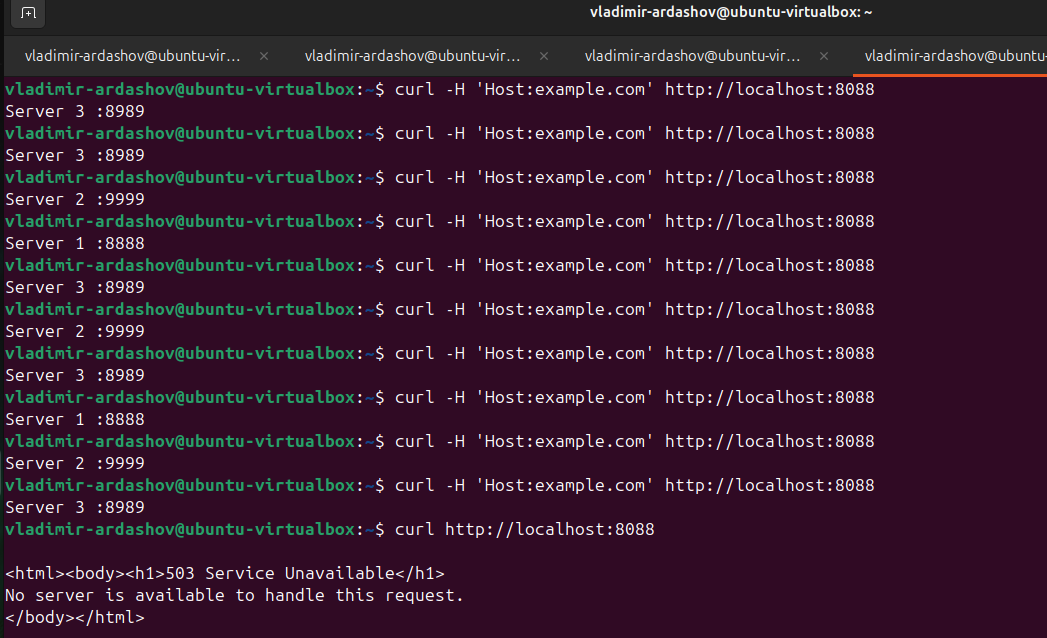 vladimir-ardashov@ubuntu-virtualbox: ~
vladimir-ardashov@ubuntu-vir... × vladimir-ardashov@ubuntu-vir... × vladimir-ardashov@ubuntu-vir... × vladimir-ardashov@ubuntu-
vladimir-ardashov@ubuntu-virtualbox:~$ curl -H 'Host:example.com' http://localhost:8088
Server 3 :8989
vladimir-ardashov@ubuntu-virtualbox:~$ curl -H 'Host:example.com' http://localhost:8088
Server 3 :8989
vladimir-ardashov@ubuntu-virtualbox:~$ curl -H 'Host:example.com' http://localhost:8088
Server 2 :9999
vladimir-ardashov@ubuntu-virtualbox:~$ curl -H 'Host:example.com' http://localhost:8088
Server 1 :8888
vladimir-ardashov@ubuntu-virtualbox:~$ curl -H 'Host:example.com' http://localhost:8088
Server 3 :8989
vladimir-ardashov@ubuntu-virtualbox:~$ curl -H 'Host:example.com' http://localhost:8088
Server 2 :9999
vladimir-ardashov@ubuntu-virtualbox:~$ curl -H 'Host:example.com' http://localhost:8088
Server 3 :8989
vladimir-ardashov@ubuntu-virtualbox:~$ curl -H 'Host:example.com' http://localhost:8088
Server 1 :8888
vladimir-ardashov@ubuntu-virtualbox:~$ curl -H 'Host:example.com' http://localhost:8088
Server 2 :9999
vladimir-ardashov@ubuntu-virtualbox:~$ curl -H 'Host:example.com' http://localhost:8088
Server 3 :8989
vladimir-ardashov@ubuntu-virtualbox:~$ curl http://localhost:8088
<html><body><h1>503 Service Unavailable</h1>
No server is available to handle this request.
</body></html>